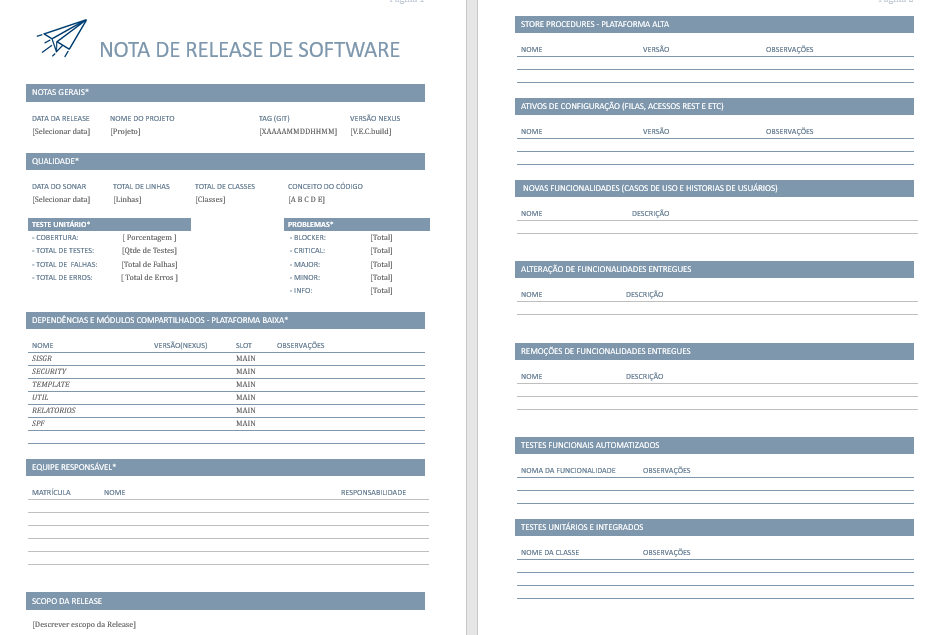 NOTA DE RELEASE DE SOFTWARE
NOTAS GERAIS*
DATA DA RELEASE NOME DO PROJETO TAG (GIT) VERSÃO NEXUS
[Selecionar data] [Projeto] [XAAAAMMDDHHMM] [V.E.C.build]
QUALIDADE*
DATA DO SONAR TOTAL DE LINHAS TOTAL DE CLASSES CONCEITO DO CÓDIGO
[Selecionar data] [Linhas] [Classes] [A B C D E]
TESTE UNITÁRIO* PROBLEMAS*
- COBERTURA: [ Porcentagem ] - BLOCKER: [Total]
- TOTAL DE TESTES: [Qtde de Testes] - CRITICAL: [Total]
- TOTAL DE FALHAS: [Total de Falhas] - MAJOR: [Total]
- TOTAL DE ERROS: [ Total de Erros ] - MINOR: [Total]
- INFO: [Total]
DEPENDÊNCIAS E MÓDULOS COMPARTILHADOS - PLATAFORMA BAIXA*
NOME VERSÃO(NEXUS) SLOT OBSERVAÇÕES
SISGR MAIN
SECURITY MAIN
TEMPLATE MAIN
UTIL MAIN
RELATORIOS MAIN
SPF MAIN
EQUIPE RESPONSÁVEL*
MATRÍCULA NOME RESPONSABILIDADE
SCOPO DA RELEASE
[Descrever escopo da Release]
STORE PROCEDURES - PLATAFORMA ALTA
NOME VERSÃO OBSERVAÇÕES
ATIVOS DE CONFIGURAÇÃO (FILAS, ACESSOS REST E ETC)
NOME VERSÃO OBSERVAÇÕES
NOVAS FUNCIONALIDADES (CASOS DE USO E HISTORIAS DE USUÁRIOS)
NOME DESCRIÇÃO
ALTERAÇÃO DE FUNCIONALIDADES ENTREGUES
NOME DESCRIÇÃO
REMOÇÕES DE FUNCIONALIDADES ENTREGUES
NOME DESCRIÇÃO
TESTES FUNCIONAIS AUTOMATIZADOS
NOMA DA FUNCIONALIDADE OBSERVAÇÕES
TESTES UNITÁRIOS E INTEGRADOS
NOME DA CLASSE OBSERVAÇÕES